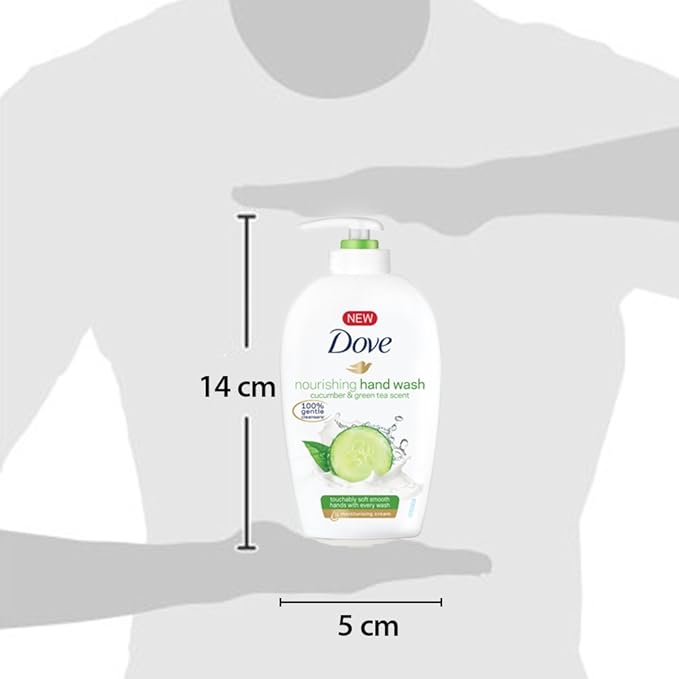 NEW
Dove
nourishing hand wash
cucumber & green tea scent
100%
gentle
cleansers
touchably soft smooth
hands with every wash
moisturising cream
14 cm
5 cm